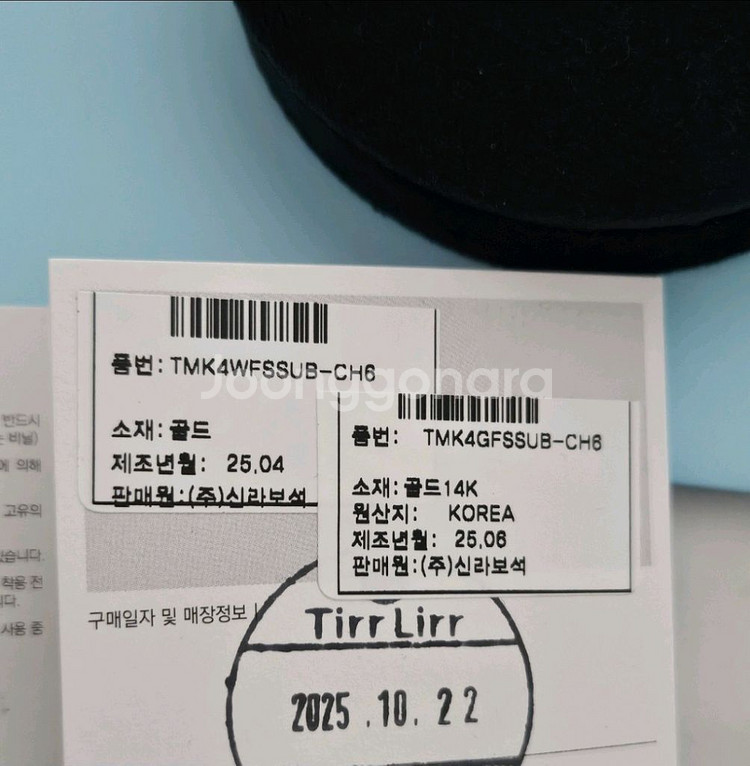 품번: TMK4WFSSUB-CH6
소재: 골드
제조년월: 25.04
판매원:(주)신라보석
Joonggonara
품번: TMK4GFSSUB-CH6
소재: 골드14K
원산지: KOREA
제조년월: 25.06
판매원:(주)신라보석
반드시
비닐)
에 의해
고유의
있습니다.
착용 전
니다.
사용 중
구매일자 및 매장정보 |
TirrLirr
2025.10.22